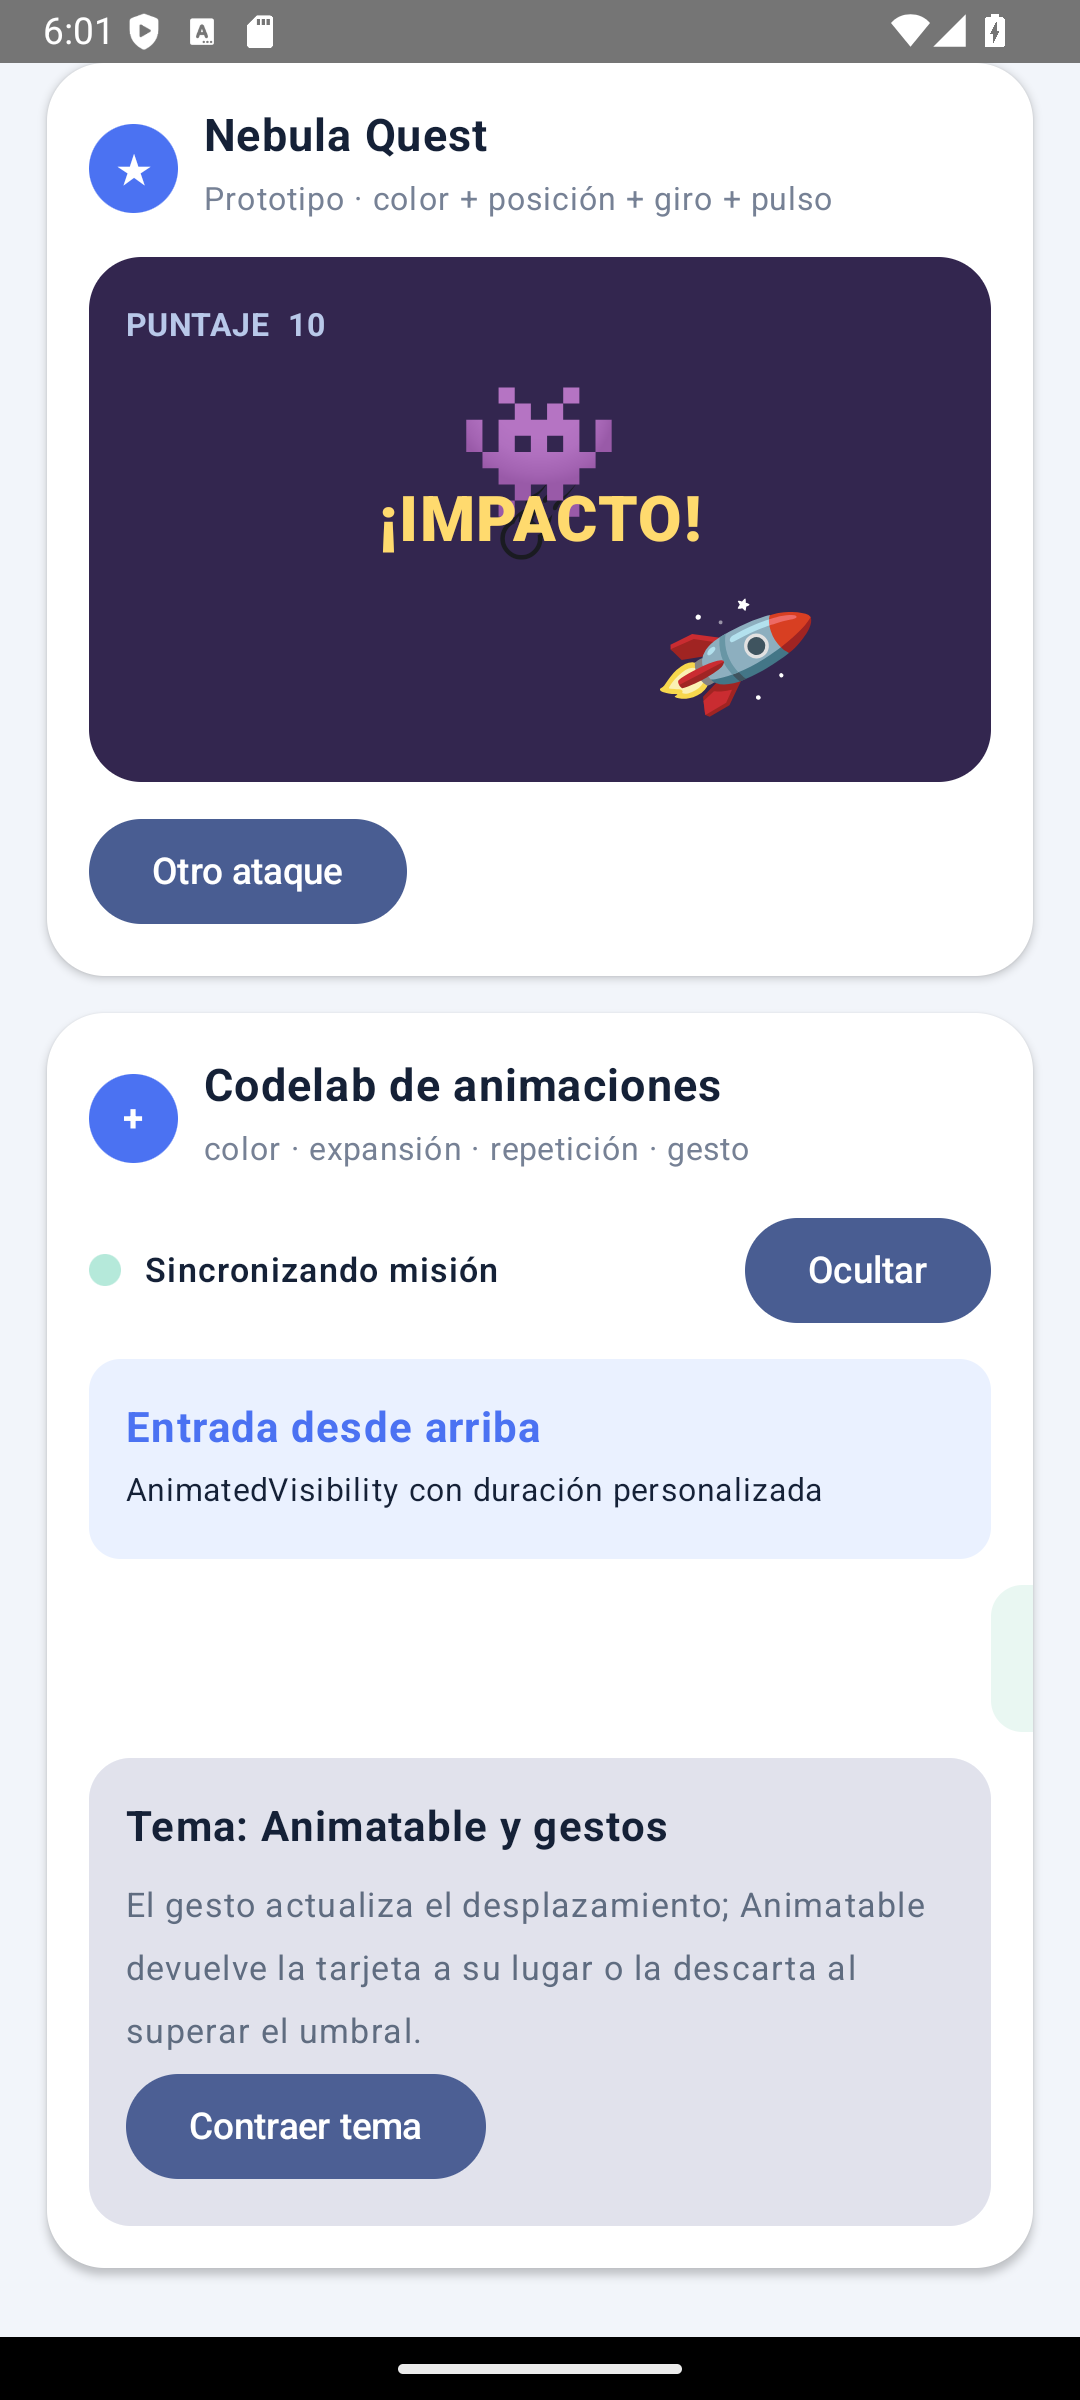 6:01
Nebula Quest
Prototipo · color + posición + giro + pulso
PUNTAJE 10
¡IMPACTO!
Otro ataque
+
Codelab de animaciones
color · expansión · repetición · gesto
Sincronizando misión
Ocultar
Entrada desde arriba
AnimatedVisibility con duración personalizada
Tema: Animatable y gestos
El gesto actualiza el desplazamiento; Animatable
devuelve la tarjeta a su lugar o la descarta al
superar el umbral.
Contraer tema